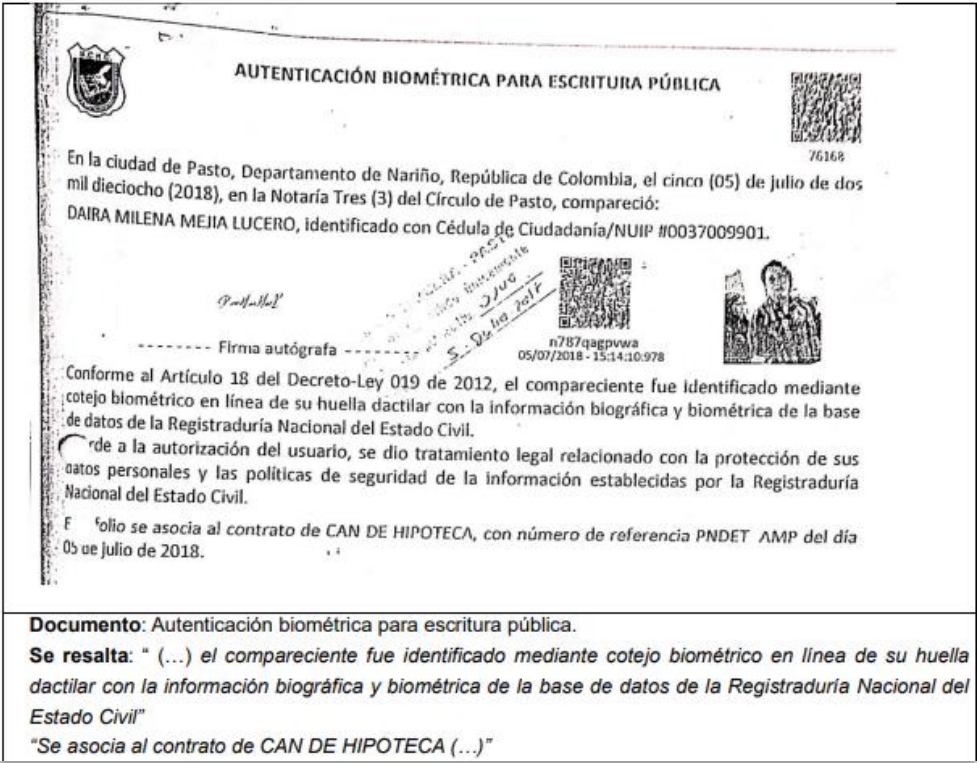 AUTENTICACIÓN BIOMÉTRICA PARA ESCRITURA PÚBLICA
76168
En la ciudad de Pasto, Departamento de Nariño, República de Colombia, el cinco (05) de julio de dos
mil dieciocho (2018), en la Notaría Tres (3) del Círculo de Pasto, compareció:
DAIRA MILENA MEJIA LUCERO, identificado con Cédula de Ciudadanía/NUIP #0037009901.
n787qagpvwa
05/07/2018 - 15:14:10:978
-------- Firma autógrafa --------
Conforme al Artículo 18 del Decreto-Ley 019 de 2012, el compareciente fue identificado mediante
cotejo biométrico en línea de su huella dactilar con la información biográfica y biométrica de la base
de datos de la Registraduría Nacional del Estado Civil.
rde a la autorización del usuario, se dio tratamiento legal relacionado con la protección de sus
datos personales y las políticas de seguridad de la información establecidas por la Registraduría
Nacional del Estado Civil.
E folio se asocia al contrato de CAN DE HIPOTECA, con número de referencia PNDET AMP del día
05 de julio de 2018.
Documento: Autenticación biométrica para escritura pública.
Se resalta: “ (…) el compareciente fue identificado mediante cotejo biométrico en línea de su huella
dactilar con la información biográfica y biométrica de la base de datos de la Registraduría Nacional del
Estado Civil”
“Se asocia al contrato de CAN DE HIPOTECA (…)”